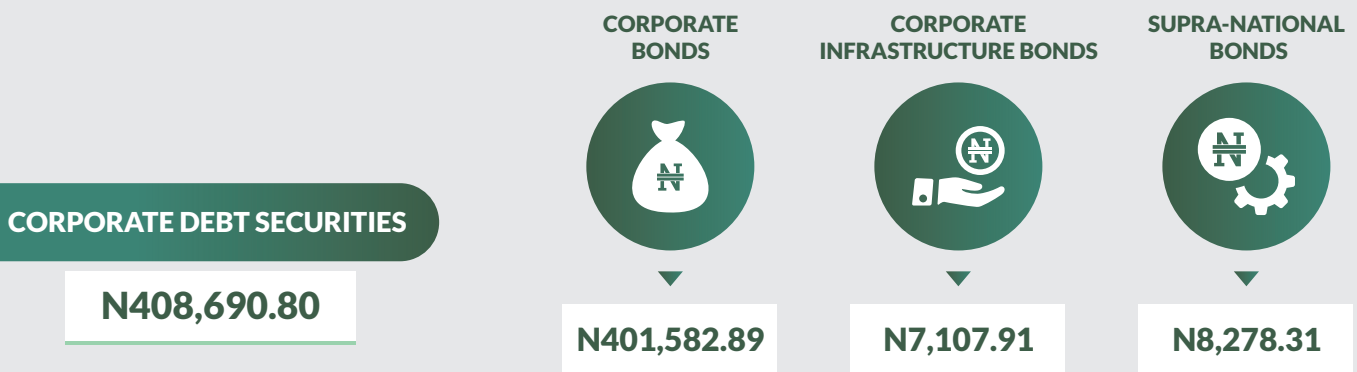 CORPORATE DEBT SECURITIES
N408,690.80
CORPORATE
BONDS
N
N401,582.89
CORPORATE
INFRASTRUCTURE BONDS
N
N7,107.91
SUPRA-NATIONAL
BONDS
N
N8,278.31